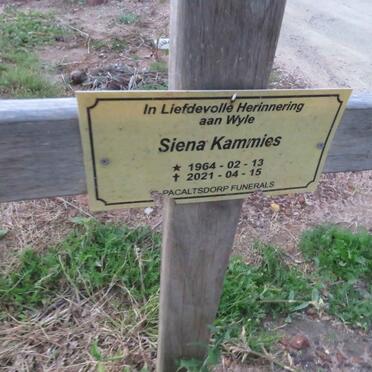 In Liefdevolle Herinnering
aan Wyle
Siena Kammies
★ 1964 - 02 - 13
✝ 2021 - 04 - 15
PACALTSDORP FUNERALS